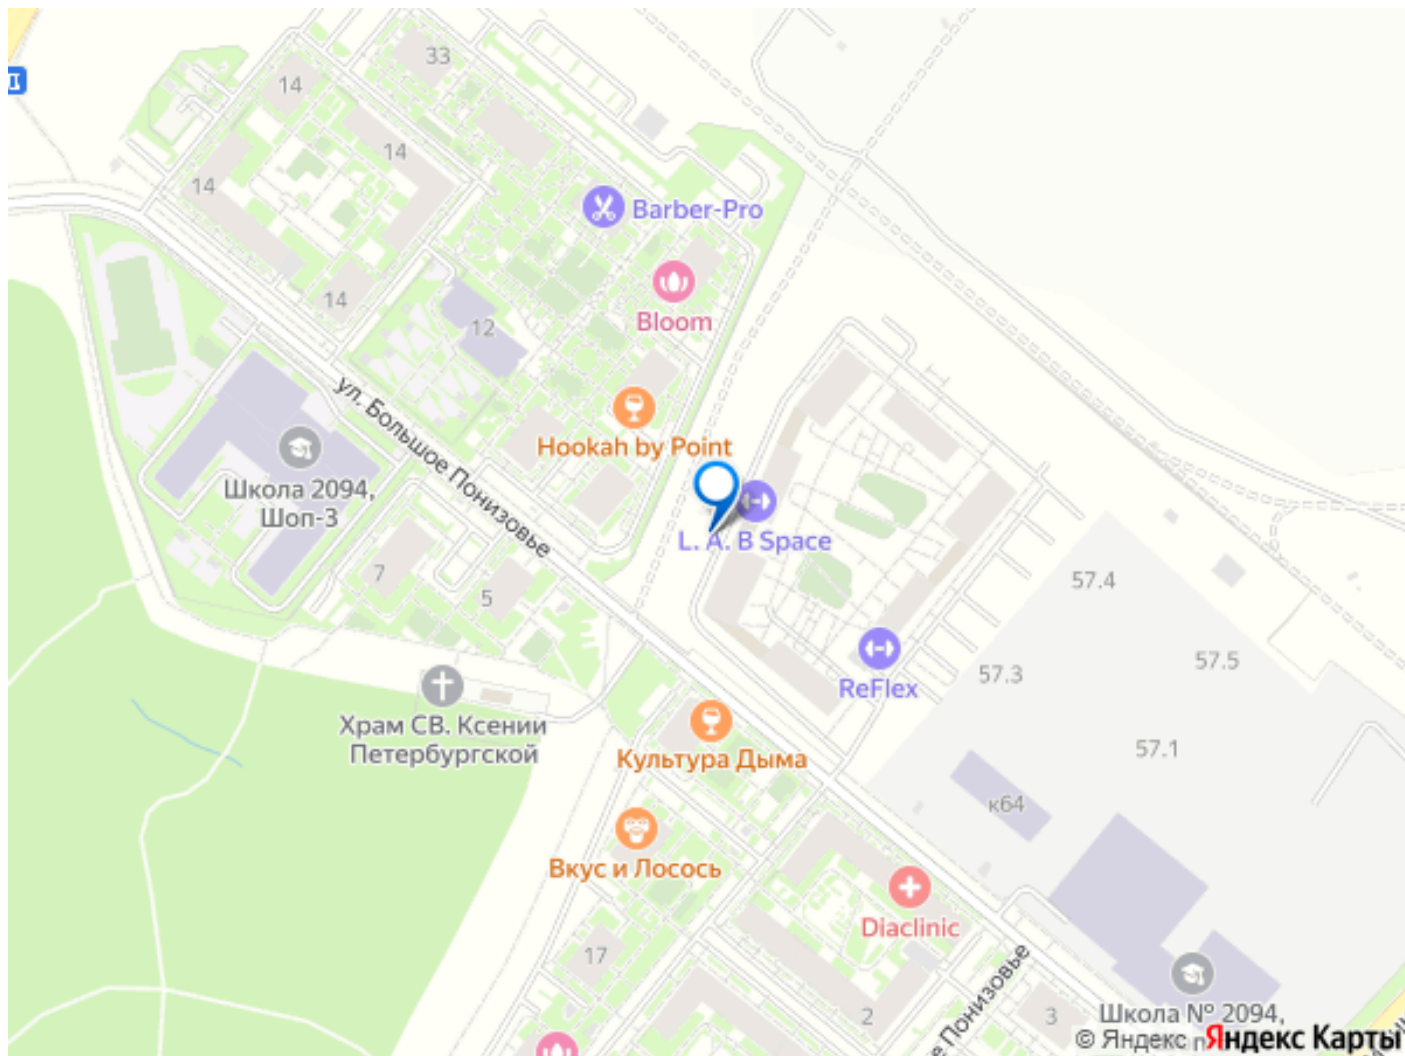 33
14
14
14
Barber-Pro
14
12
Bloom
ул. Большое Понизовье
Hookah by Point
Школа 2094,
Шоп-3
L. A. B Space
7
5
57.4
57.3
57.5
ReFlex
Храм СВ. Ксении
Петербургской
Культура Дыма
57.1
к64
Вкус и Лосось
Diaclinic
17
2
Понизовье
3
Школа № 2094,
© Яндекс
Яндекс Карты